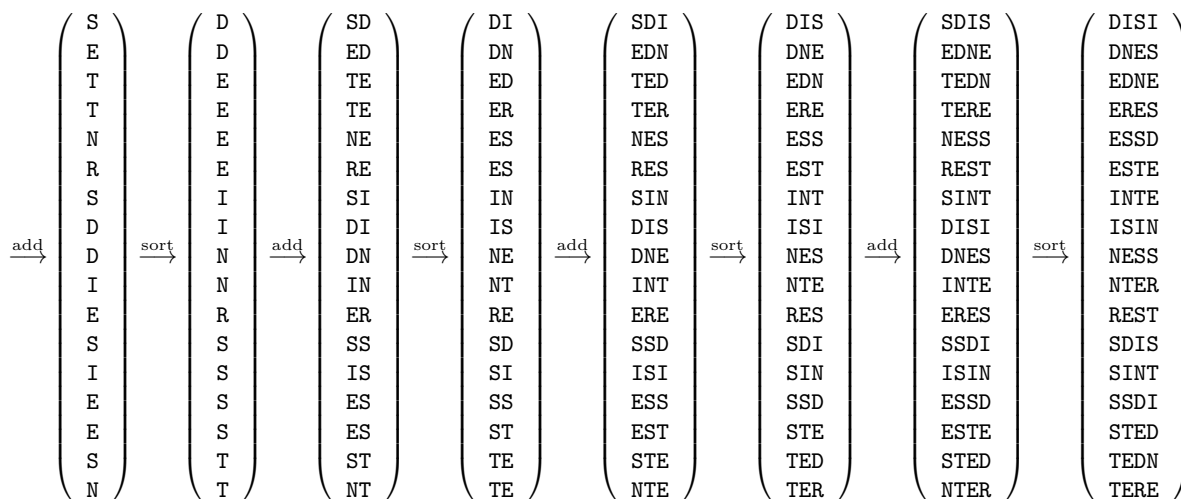 S D SD DI SDI DIS SDIS DISI
E D ED DN EDN DNE EDNE DNES
T E TE ED TED EDN TEDN EDNE
T E TE ER TER ERE TERE ERES
N E NE ES NES ESS NESS ESSD
R E RE ES RES EST REST ESTE
S I SI IN SIN INT SINT INTE
D I DI IS DIS ISI DISI ISIN
add sort add sort add sort add sort
D N DN NE DNE NES DNES NESS
I N IN NT INT NTE INTE NTER
E R ER RE ERE RES ERES REST
S S SS SD SSD SDI SSDI SDIS
I S IS SI ISI SIN ISIN SINT
E S ES SS ESS SSD ESSD SSDI
E S ES ST EST STE ESTE STED
S T ST TE STE TED STED TEDN
N T NT TE NTE TER NTER TERE